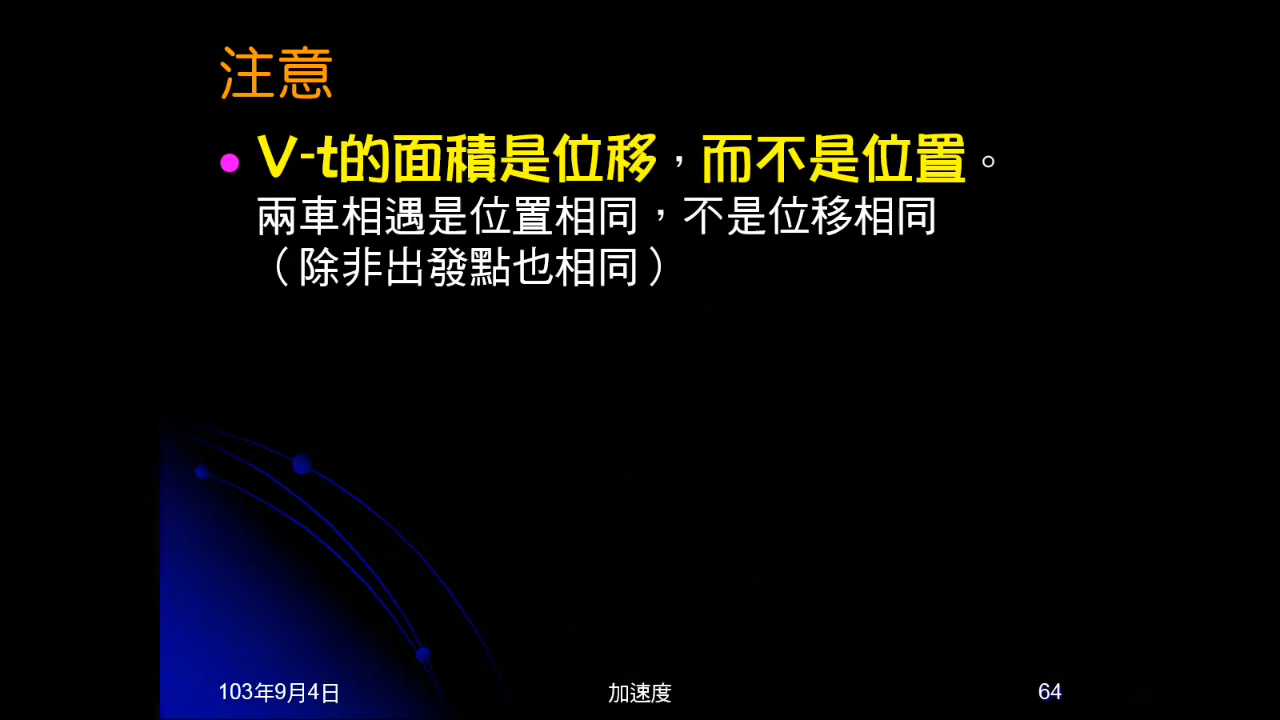 注意
V-t的面積是位移，而不是位置。
兩車相遇是位置相同，不是位移相同
（除非出發點也相同）
103年9月4日
加速度
64